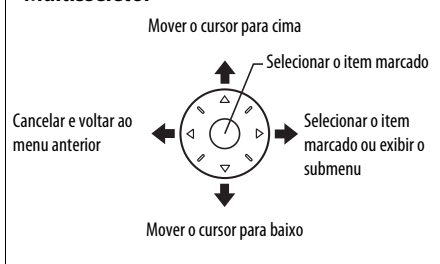 Mover o cursor para cima
Selecionar o item marcado
Cancelar e voltar ao
menu anterior
Selecionar o item
marcado ou exibir o
submenu
Mover o cursor para baixo